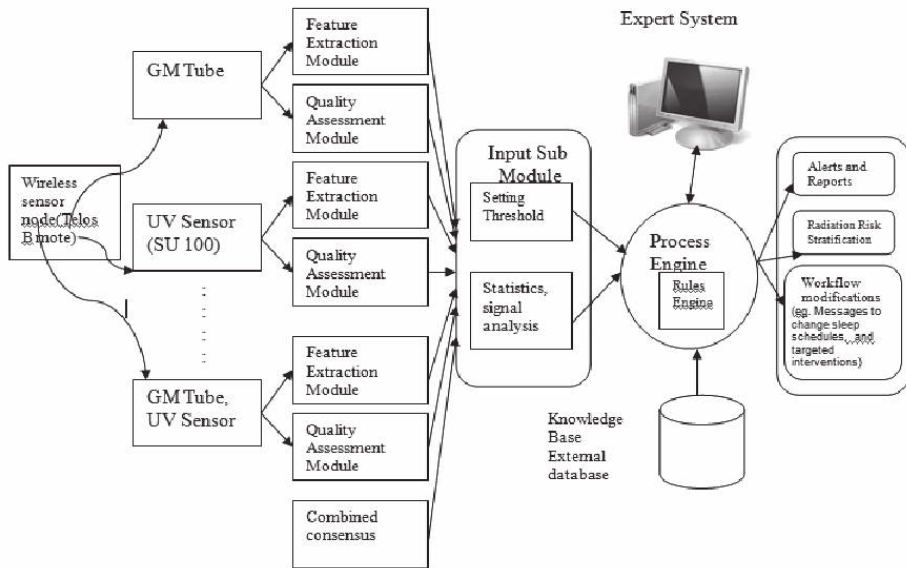 Expert System
GM Tube
Feature
Extraction
Module
Quality
Assessment
Module
Wireless
sensor
node(Telos
B mote)
UV Sensor
(SU 100)
Feature
Extraction
Module
Quality
Assessment
Module
GM Tube,
UV Sensor
Feature
Extraction
Module
Quality
Assessment
Module
Combined
consensus
Input Sub
Module
Setting
Threshold
Statistics,
signal
analysis
Process
Engine
Rules
Engine
Knowledge
Base
External
database
Alerts and
Reports
Radiation Risk
Stratification
Workflow
modifications
(eg. Messages to
change sleep
schedules, and
targeted
interventions)